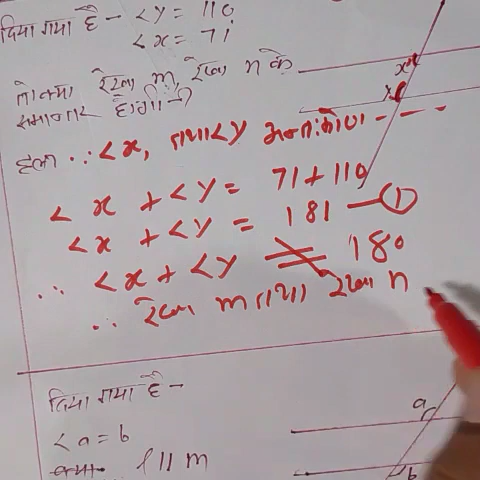 दिया गया है - <y = 110
<x = 71
तो क्या रेखा m, रेखा n के
समान्तर होगी -?
x
y
हल ∵ <x, तथा <y अन्तःकोण - - - -
<x + <y = 71 + 110
<x + <y = 181 — ①
∴ <x + <y ≠ 180
∴ रेखा m तथा रेखा n
दिया गया है -
<a = b
l || m
a
b